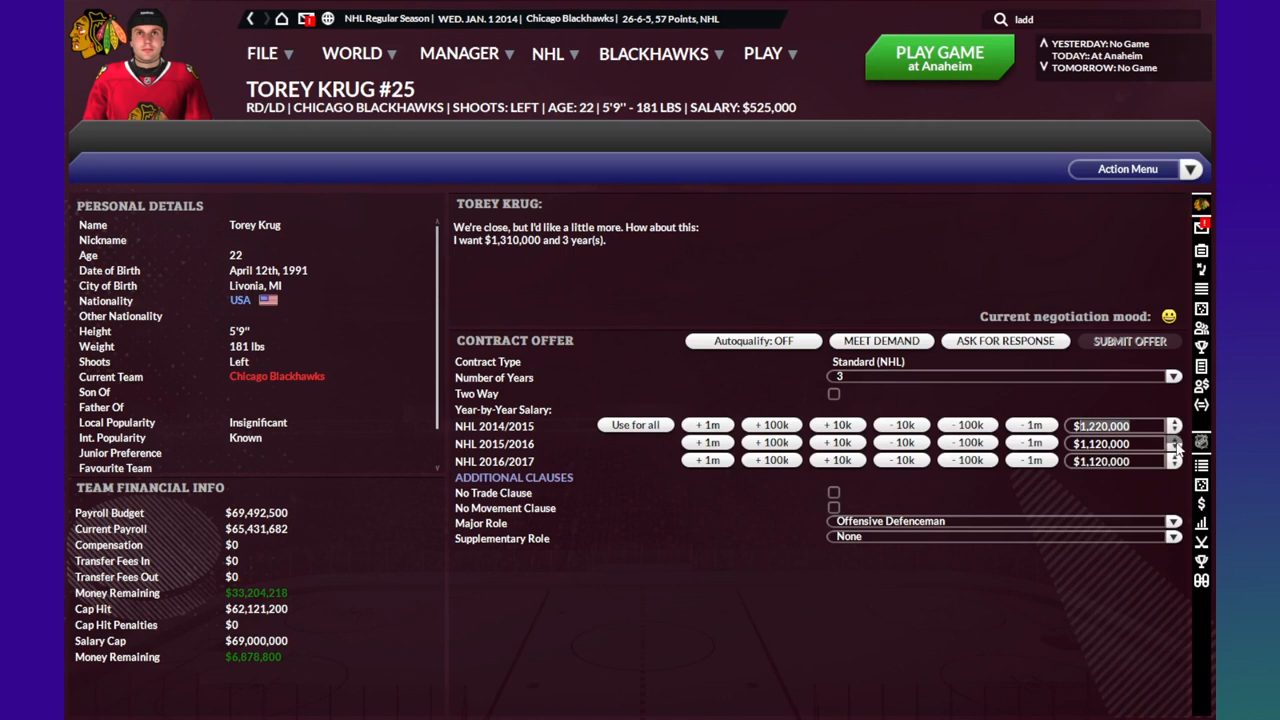 NHL Regular Season | WED. JAN. 1 2014 | Chicago Blackhawks | 26-6-5, 57 Points, NHL
ladd
FILE WORLD MANAGER NHL BLACKHAWKS PLAY
PLAY GAME
at Anheim
YESTERDAY: No Game
TODAY:: At Anaheim
TOMORROW: No Game
TOREY KRUG #25
RD/LD | CHICAGO BLACKHAWKS | SHOOTS: LEFT | AGE: 22 | 5'9" - 181 LBS | SALARY: $525,000
Action Menu
PERSONAL DETAILS
Name Torey Krug
Nickname
Age 22
Date of Birth April 12th, 1991
City of Birth Livonia, MI
Nationality USA
Other Nationality
Height 5'9"
Weight 181 lbs
Shoots Left
Current Team Chicago Blackhawks
Son Of
Father Of
Local Popularity Insignificant
Int. Popularity Known
Junior Preference
Favourite Team
TEAM FINANCIAL INFO
Payroll Budget $69,492,500
Current Payroll $65,431,682
Compensation $0
Transfer Fees In $0
Transfer Fees Out $0
Money Remaining $33,204,218
Cap Hit $62,121,200
Cap Hit Penalties $0
Salary Cap $69,000,000
Money Remaining $6,878,800
TOREY KRUG:
We're close, but I'd like a little more. How about this:
I want $1,310,000 and 3 year(s).
Current negotiation mood:
CONTRACT OFFER Autoqualify: OFF MEET DEMAND ASK FOR RESPONSE SUBMIT OFFER
Contract Type Standard (NHL)
Number of Years 3
Two Way
Year-by-Year Salary:
NHL 2014/2015 Use for all + 1m + 100k + 10k - 10k - 100k - 1m $1,220,000
NHL 2015/2016 + 1m + 100k + 10k - 10k - 100k - 1m $1,120,000
NHL 2016/2017 + 1m + 100k + 10k - 10k - 100k - 1m $1,120,000
ADDITIONAL CLAUSES
No Trade Clause
No Movement Clause
Major Role Offensive Defenceman
Supplementary Role None